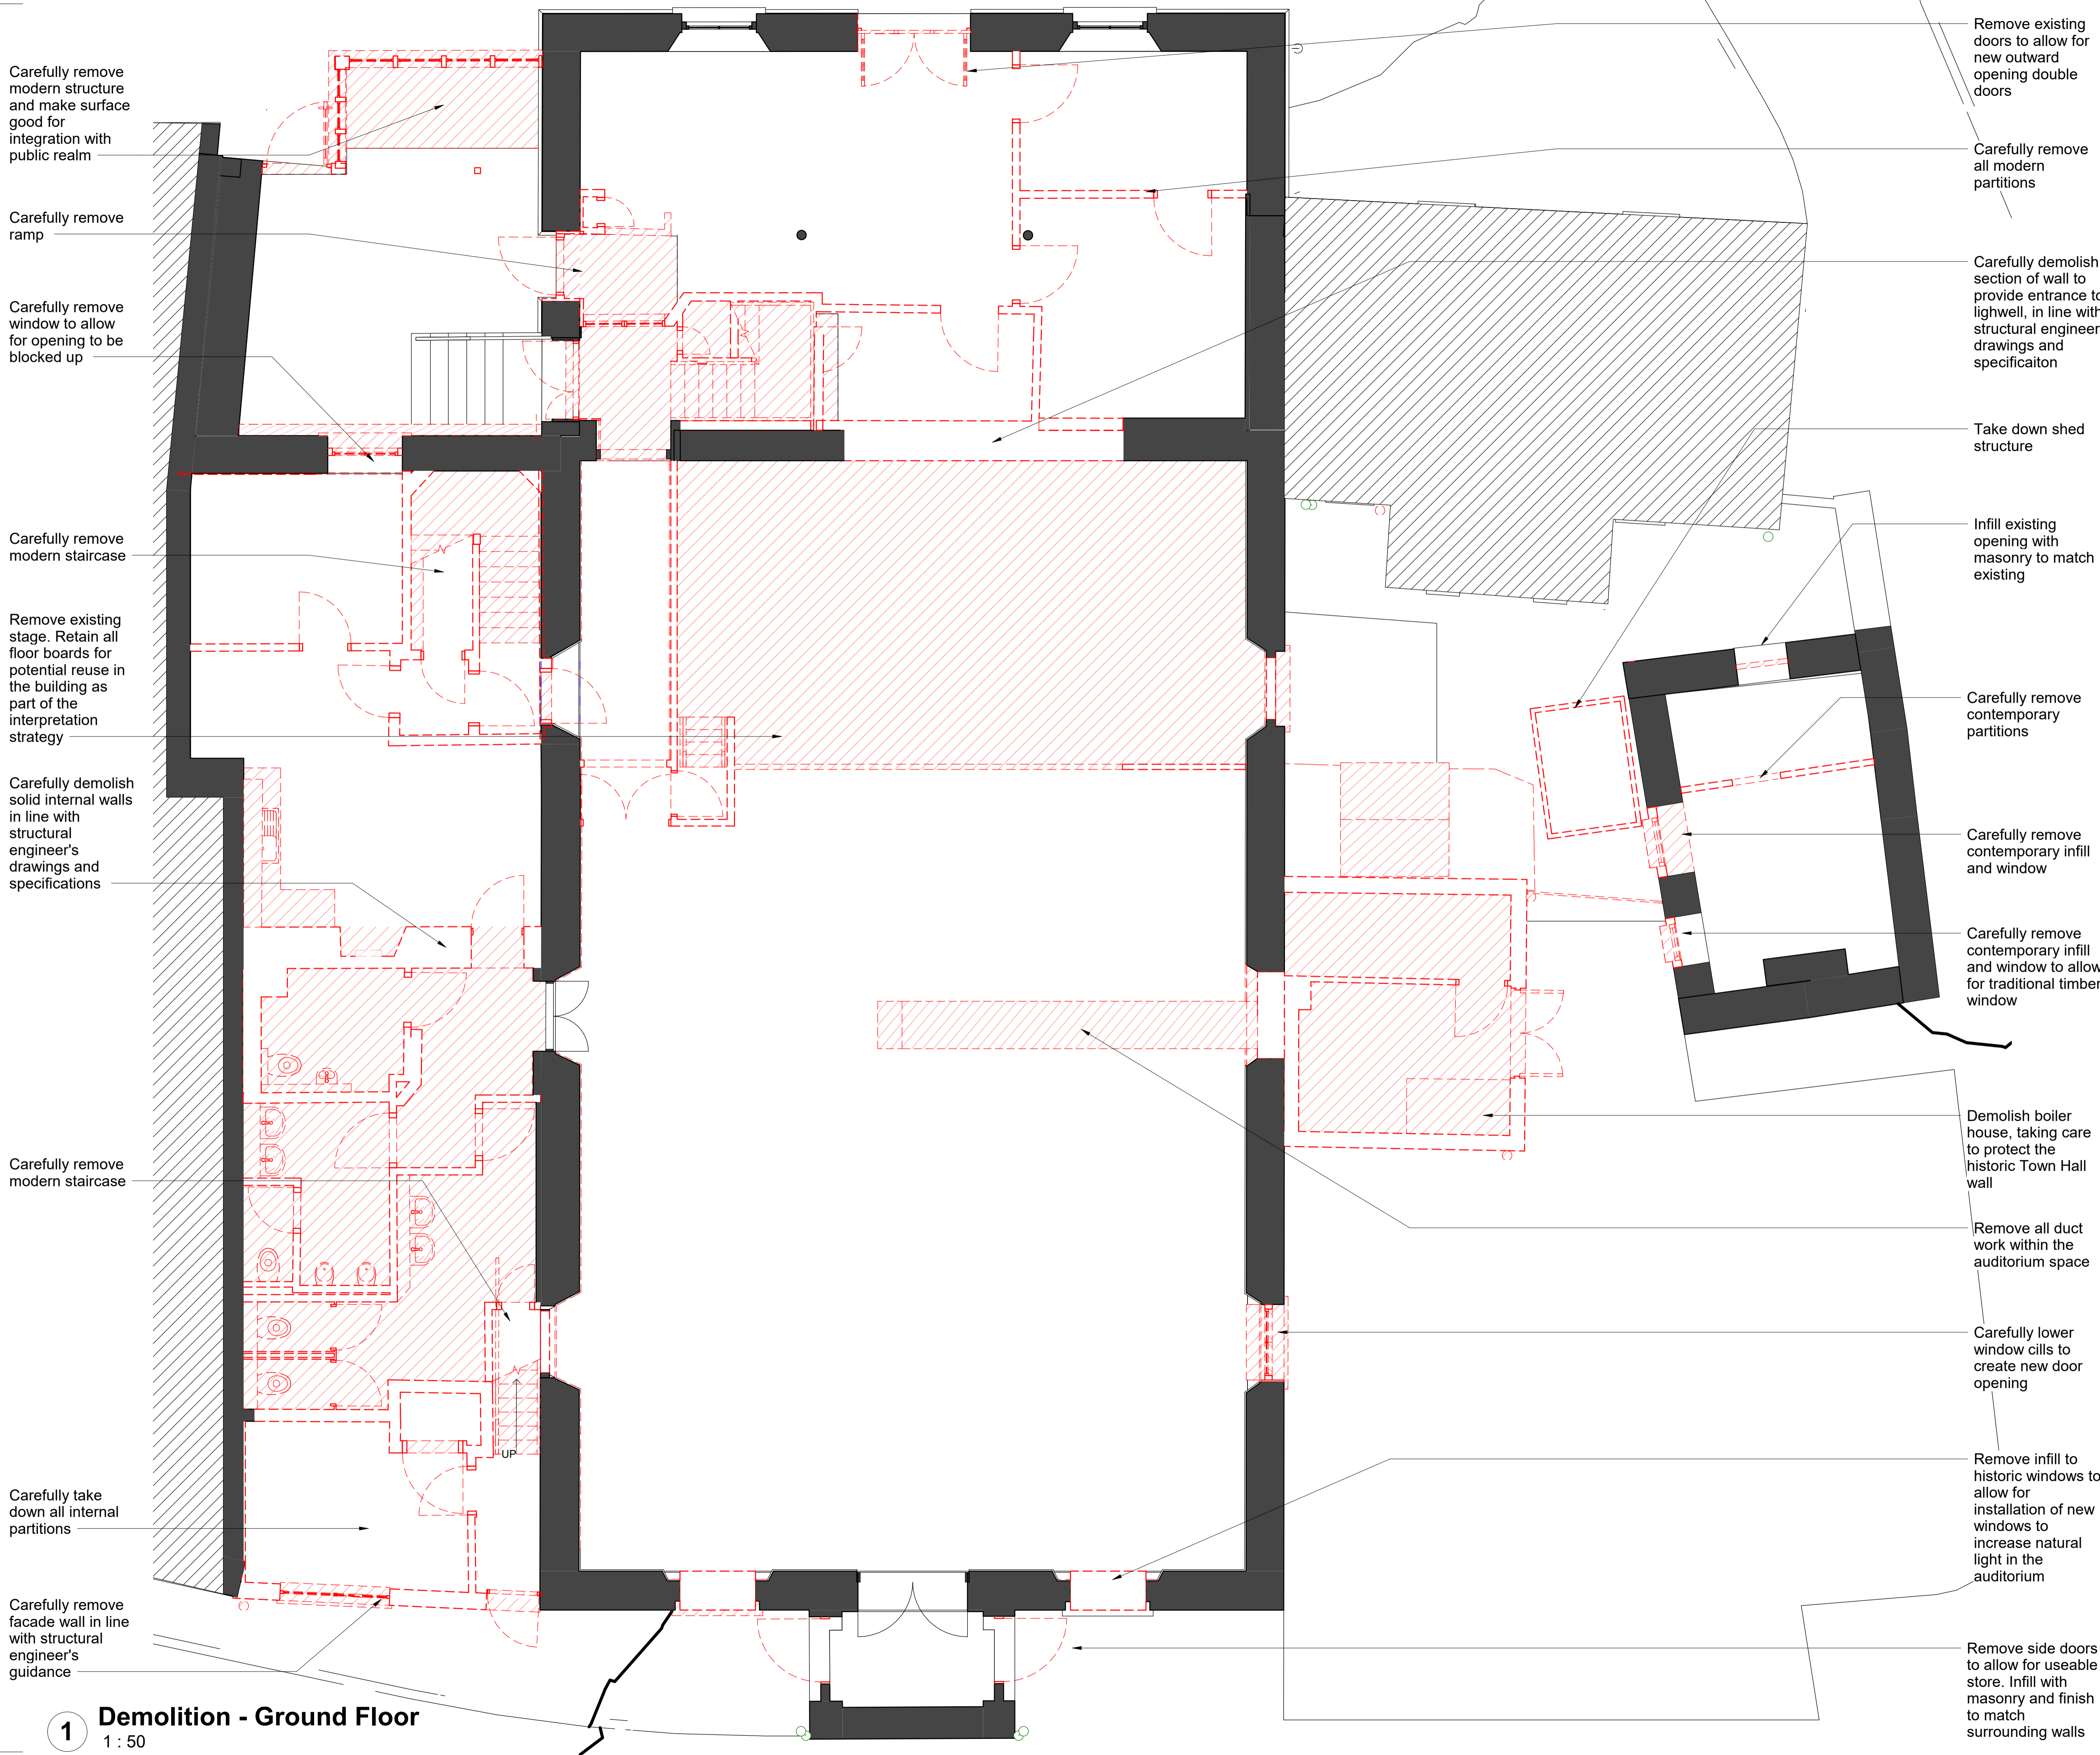 Carefully remove
modern structure
and make surface
good for
integration with
public realm
Carefully remove
ramp
Carefully remove
window to allow
for opening to be
blocked up
Carefully remove
modern staircase
Remove existing
stage. Retain all
floor boards for
potential reuse in
the building as
part of the
interpretation
strategy
Carefully demolish
solid internal walls
in line with
structural
engineer's
drawings and
specifications
Carefully remove
modern staircase
Carefully take
down all internal
partitions
Carefully remove
facade wall in line
with structural
engineer's
guidance
UP
Remove existing
doors to allow for
new outward
opening double
doors
Carefully remove
all modern
partitions
Carefully demolish
section of wall to
provide entrance to
lighwell, in line with
structural engineer
drawings and
specificaiton
Take down shed
structure
Infill existing
opening with
masonry to match
existing
Carefully remove
contemporary
partitions
Carefully remove
contemporary infill
and window
Carefully remove
contemporary infill
and window to allow
for traditional timber
window
Demolish boiler
house, taking care
to protect the
historic Town Hall
wall
Remove all duct
work within the
auditorium space
Carefully lower
window cills to
create new door
opening
Remove infill to
historic windows to
allow for
installation of new
windows to
increase natural
light in the
auditorium
Remove side doors
to allow for useable
store. Infill with
masonry and finish
to match
surrounding walls
1
Demolition - Ground Floor
1 : 50